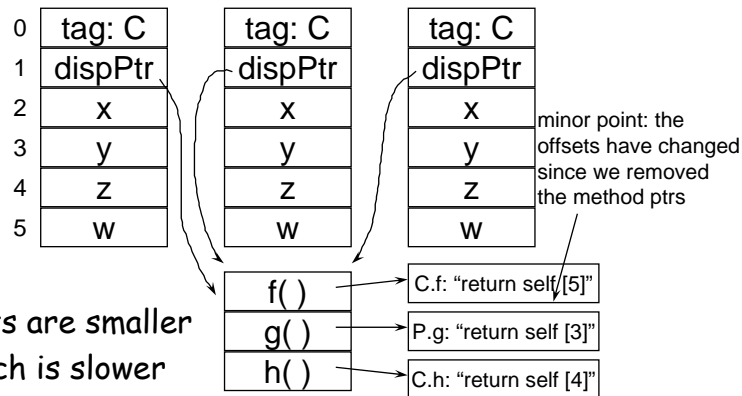 0 tag: C tag: C tag: C
1 dispPtr dispPtr dispPtr
2 x x x
3 y y y
4 z z z
5 w w w
minor point: the
offsets have changed
since we removed
the method ptrs
f( ) C.f: “return self [5]”
g( ) P.g: “return self [3]”
h( ) C.h: “return self [4]”
are smaller
is slower